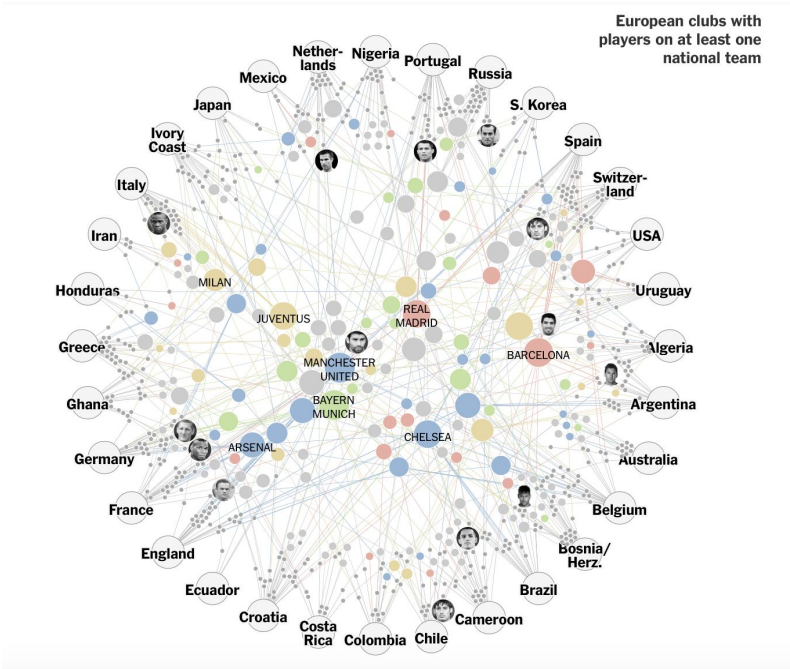 European clubs with
players on at least one
national team
Nether-
lands
Nigeria
Portugal
Russia
S. Korea
Spain
Switzer-
land
USA
Uruguay
Algeria
Argentina
Australia
Belgium
Bosnia/
Herz.
Brazil
Cameroon
Chile
Colombia
Costa
Rica
Croatia
Ecuador
England
France
Germany
Ghana
Greece
Honduras
Iran
Italy
Ivory
Coast
Japan
Mexico
MILAN
JUVENTUS
REAL
MADRID
BARCELONA
MANCHESTER
UNITED
BAYERN
MUNICH
ARSENAL
CHELSEA